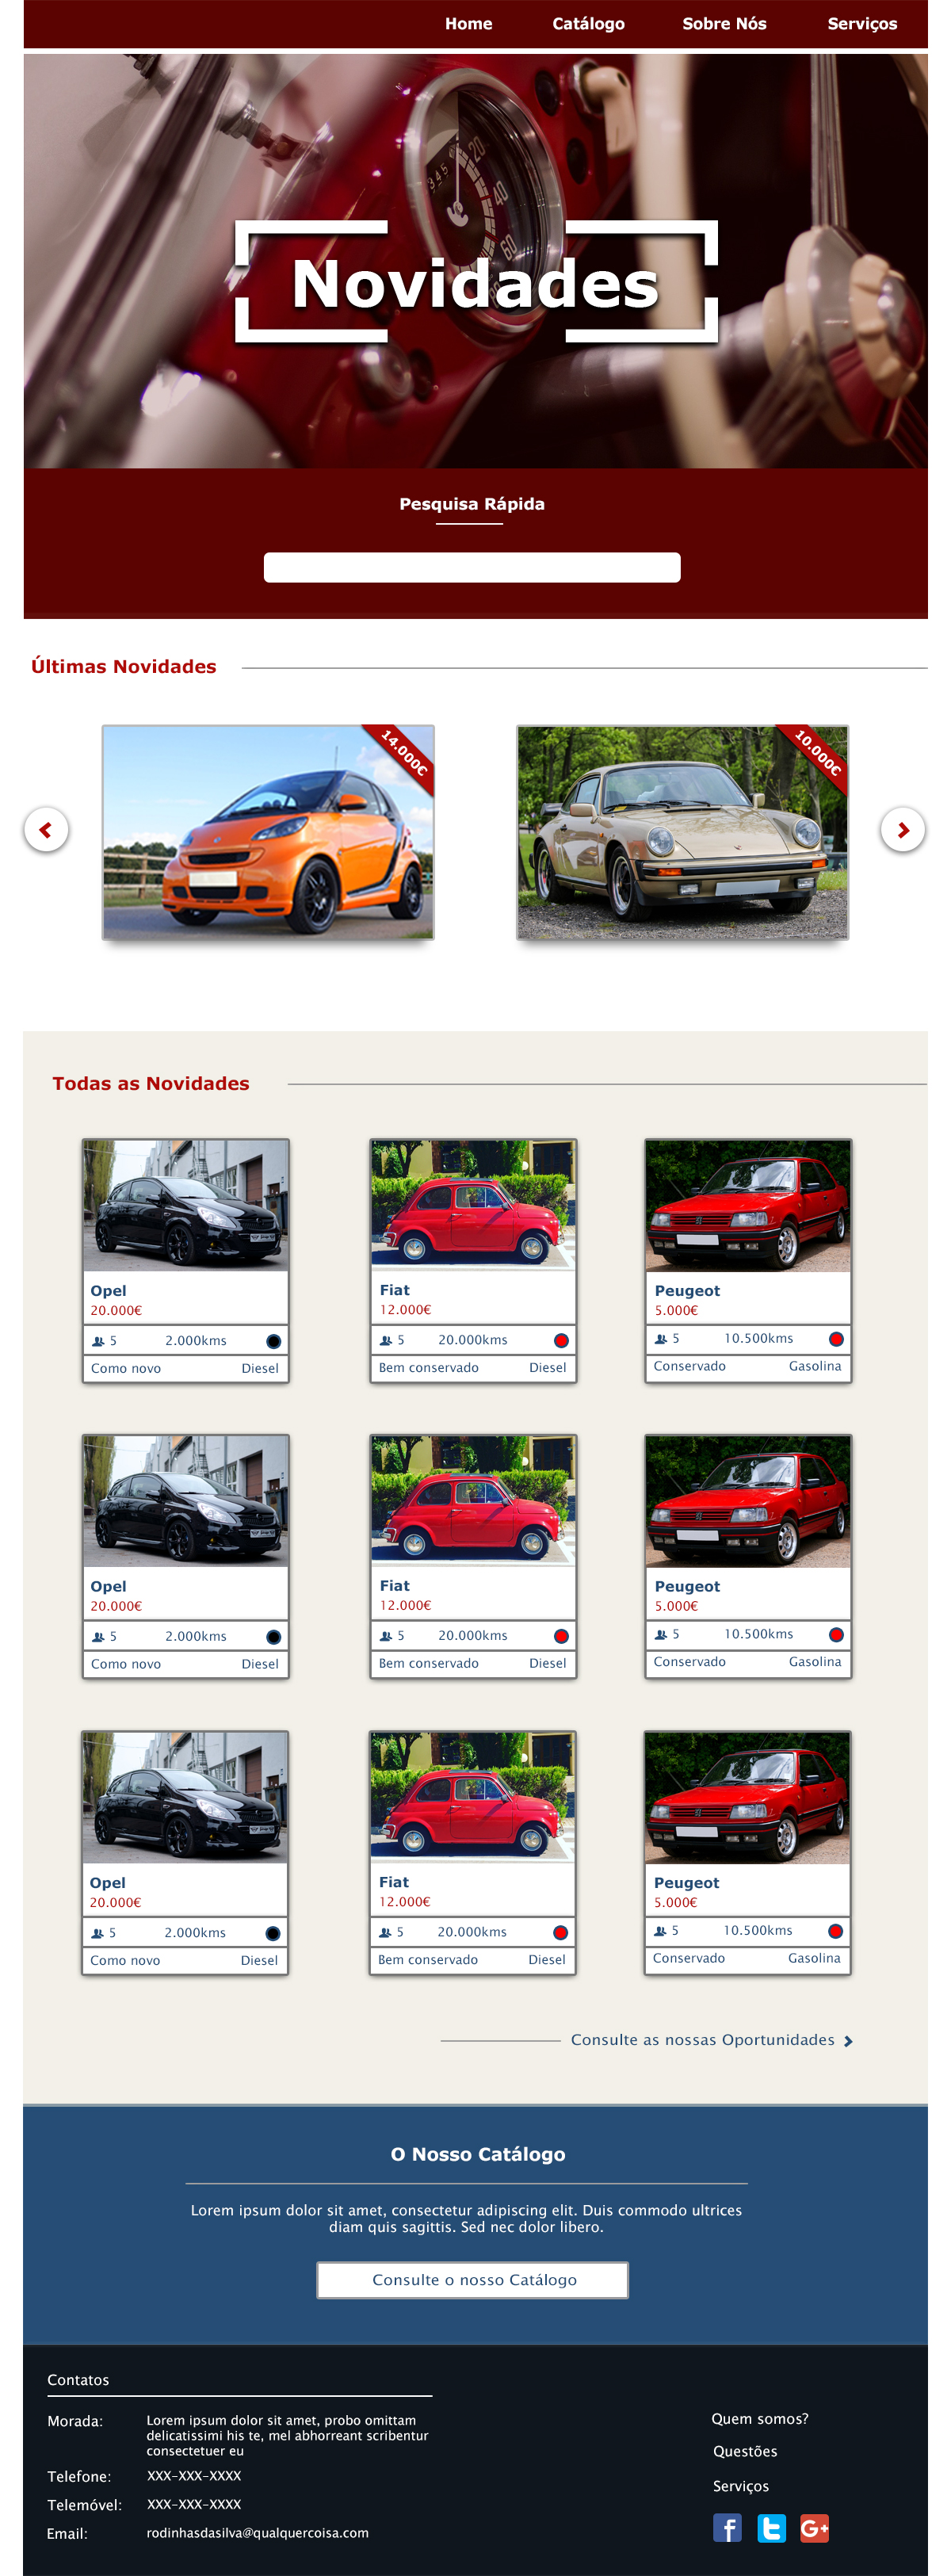 Home Catálogo Sobre Nós Serviços
Novidades
Pesquisa Rápida
Últimas Novidades
14.000€ 10.000€
Todas as Novidades
Opel Fiat Peugeot
20.000€ 12.000€ 5.000€
5 2.000kms 5 20.000kms 5 10.500kms
Como novo Diesel Bem conservado Diesel Conservado Gasolina
Opel Fiat Peugeot
20.000€ 12.000€ 5.000€
5 2.000kms 5 20.000kms 5 10.500kms
Como novo Diesel Bem conservado Diesel Conservado Gasolina
Opel Fiat Peugeot
20.000€ 12.000€ 5.000€
5 2.000kms 5 20.000kms 5 10.500kms
Como novo Diesel Bem conservado Diesel Conservado Gasolina
Consulte as nossas Oportunidades
O Nosso Catálogo
Lorem ipsum dolor sit amet, consectetur adipiscing elit. Duis commodo ultrices
diam quis sagittis. Sed nec dolor libero.
Consulte o nosso Catálogo
Contatos
Morada: Lorem ipsum dolor sit amet, probo omittam
delicatissimi his te, mel abhorreant scribentur
consectetuer eu
Telefone: XXX-XXX-XXXX
Telemóvel: XXX-XXX-XXXX
Email: rodinhasdasilva@qualquercoisa.com
Quem somos?
Questões
Serviços
f t G+